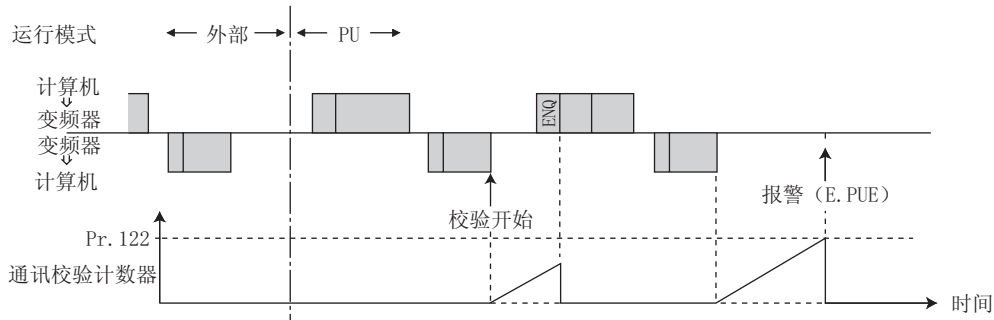 运行模式
外部
PU
计算机
⇓
变频器
变频器
⇓
计算机
ENQ
校验开始
报警（E.PUE）
Pr.122
通讯校验计数器
时间